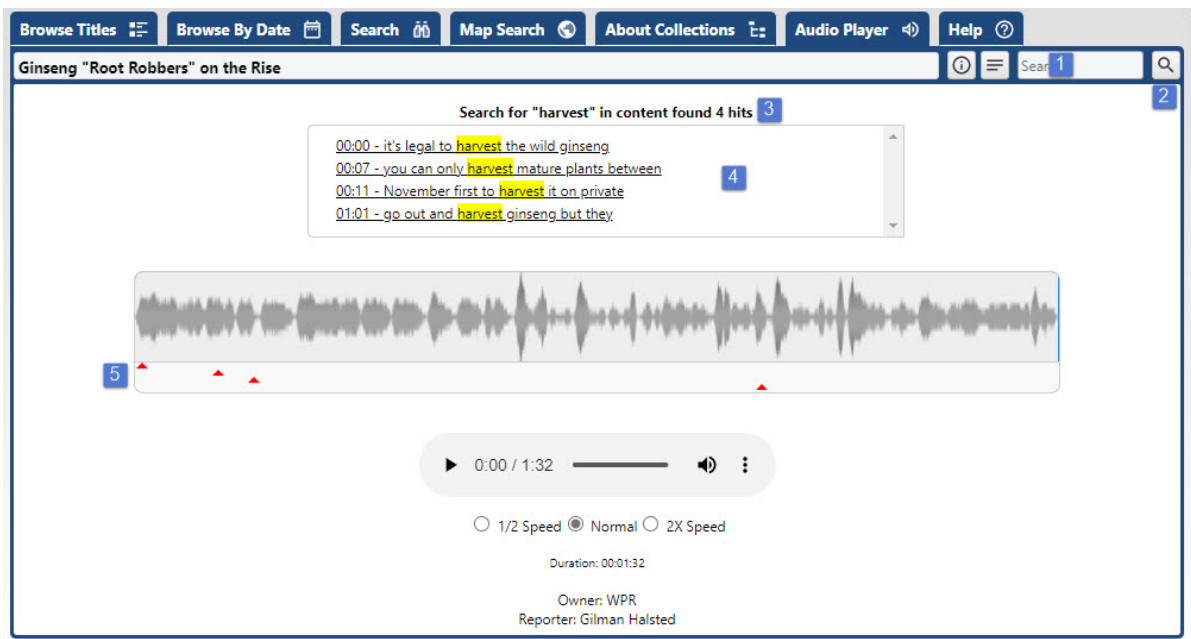 Browse Titles Browse By Date Search Map Search About Collections Audio Player Help
Ginseng "Root Robbers" on the Rise Sear 1
2
Search for "harvest" in content found 4 hits 3
00:00 - it's legal to harvest the wild ginseng
00:07 - you can only harvest mature plants between
4
00:11 - November first to harvest it on private
01:01 - go out and harvest ginseng but they
5
0:00 / 1:32
1/2 Speed Normal 2X Speed
Duration: 00:01:32
Owner: WPR
Reporter: Gilman Halsted